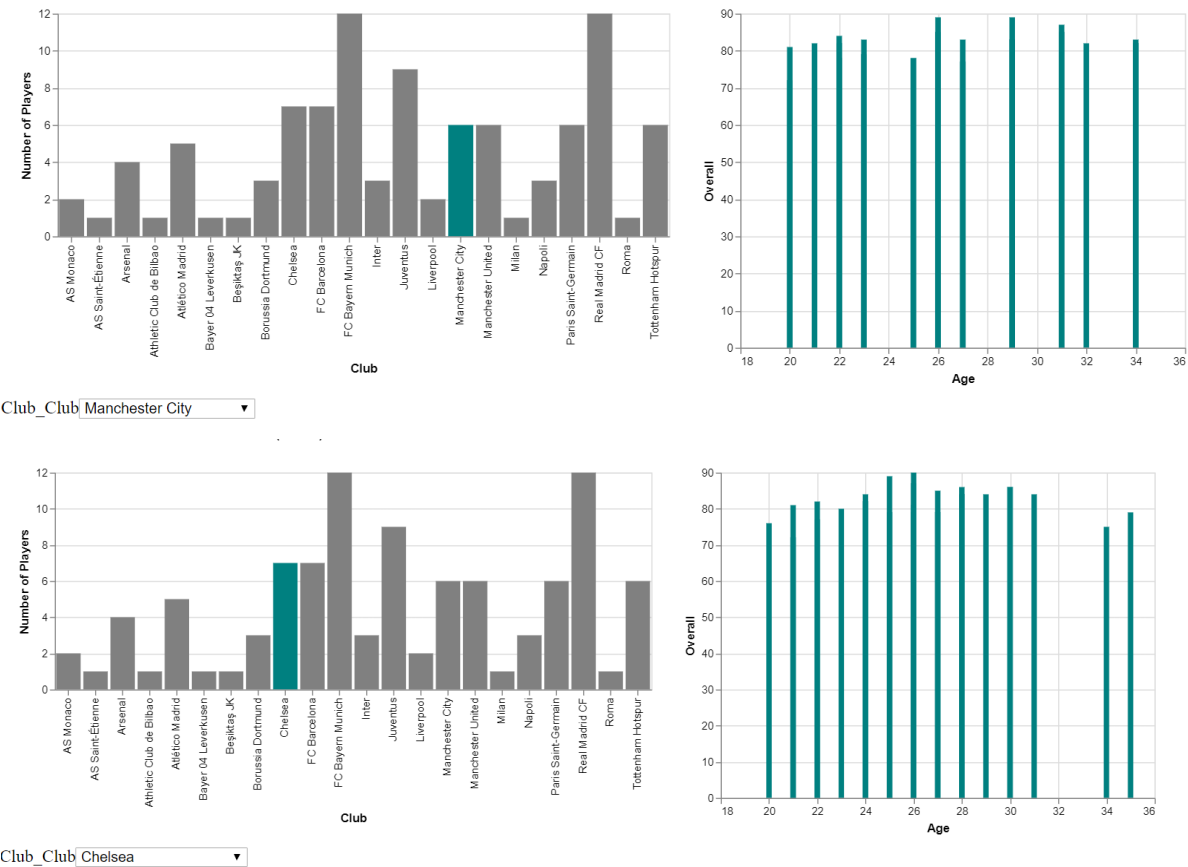 12
10
8
6
4
2
0
Number of Players
AS Monaco
AS Saint-Étienne
Arsenal
Athletic Club de Bilbao
Atlético Madrid
Bayer 04 Leverkusen
Beşiktaş JK
Borussia Dortmund
Chelsea
FC Barcelona
FC Bayern Munich
Inter
Juventus
Liverpool
Manchester City
Manchester United
Milan
Napoli
Paris Saint-Germain
Real Madrid CF
Roma
Tottenham Hotspur
Club
90
80
70
60
50
40
30
20
10
0
Overall
18 20 22 24 26 28 30 32 34 36
Age
Club_Club Manchester City
12
10
8
6
4
2
0
Number of Players
AS Monaco
AS Saint-Étienne
Arsenal
Athletic Club de Bilbao
Atlético Madrid
Bayer 04 Leverkusen
Beşiktaş JK
Borussia Dortmund
Chelsea
FC Barcelona
FC Bayern Munich
Inter
Juventus
Liverpool
Manchester City
Manchester United
Milan
Napoli
Paris Saint-Germain
Real Madrid CF
Roma
Tottenham Hotspur
Club
90
80
70
60
50
40
30
20
10
0
Overall
18 20 22 24 26 28 30 32 34 36
Age
Club_Club Chelsea